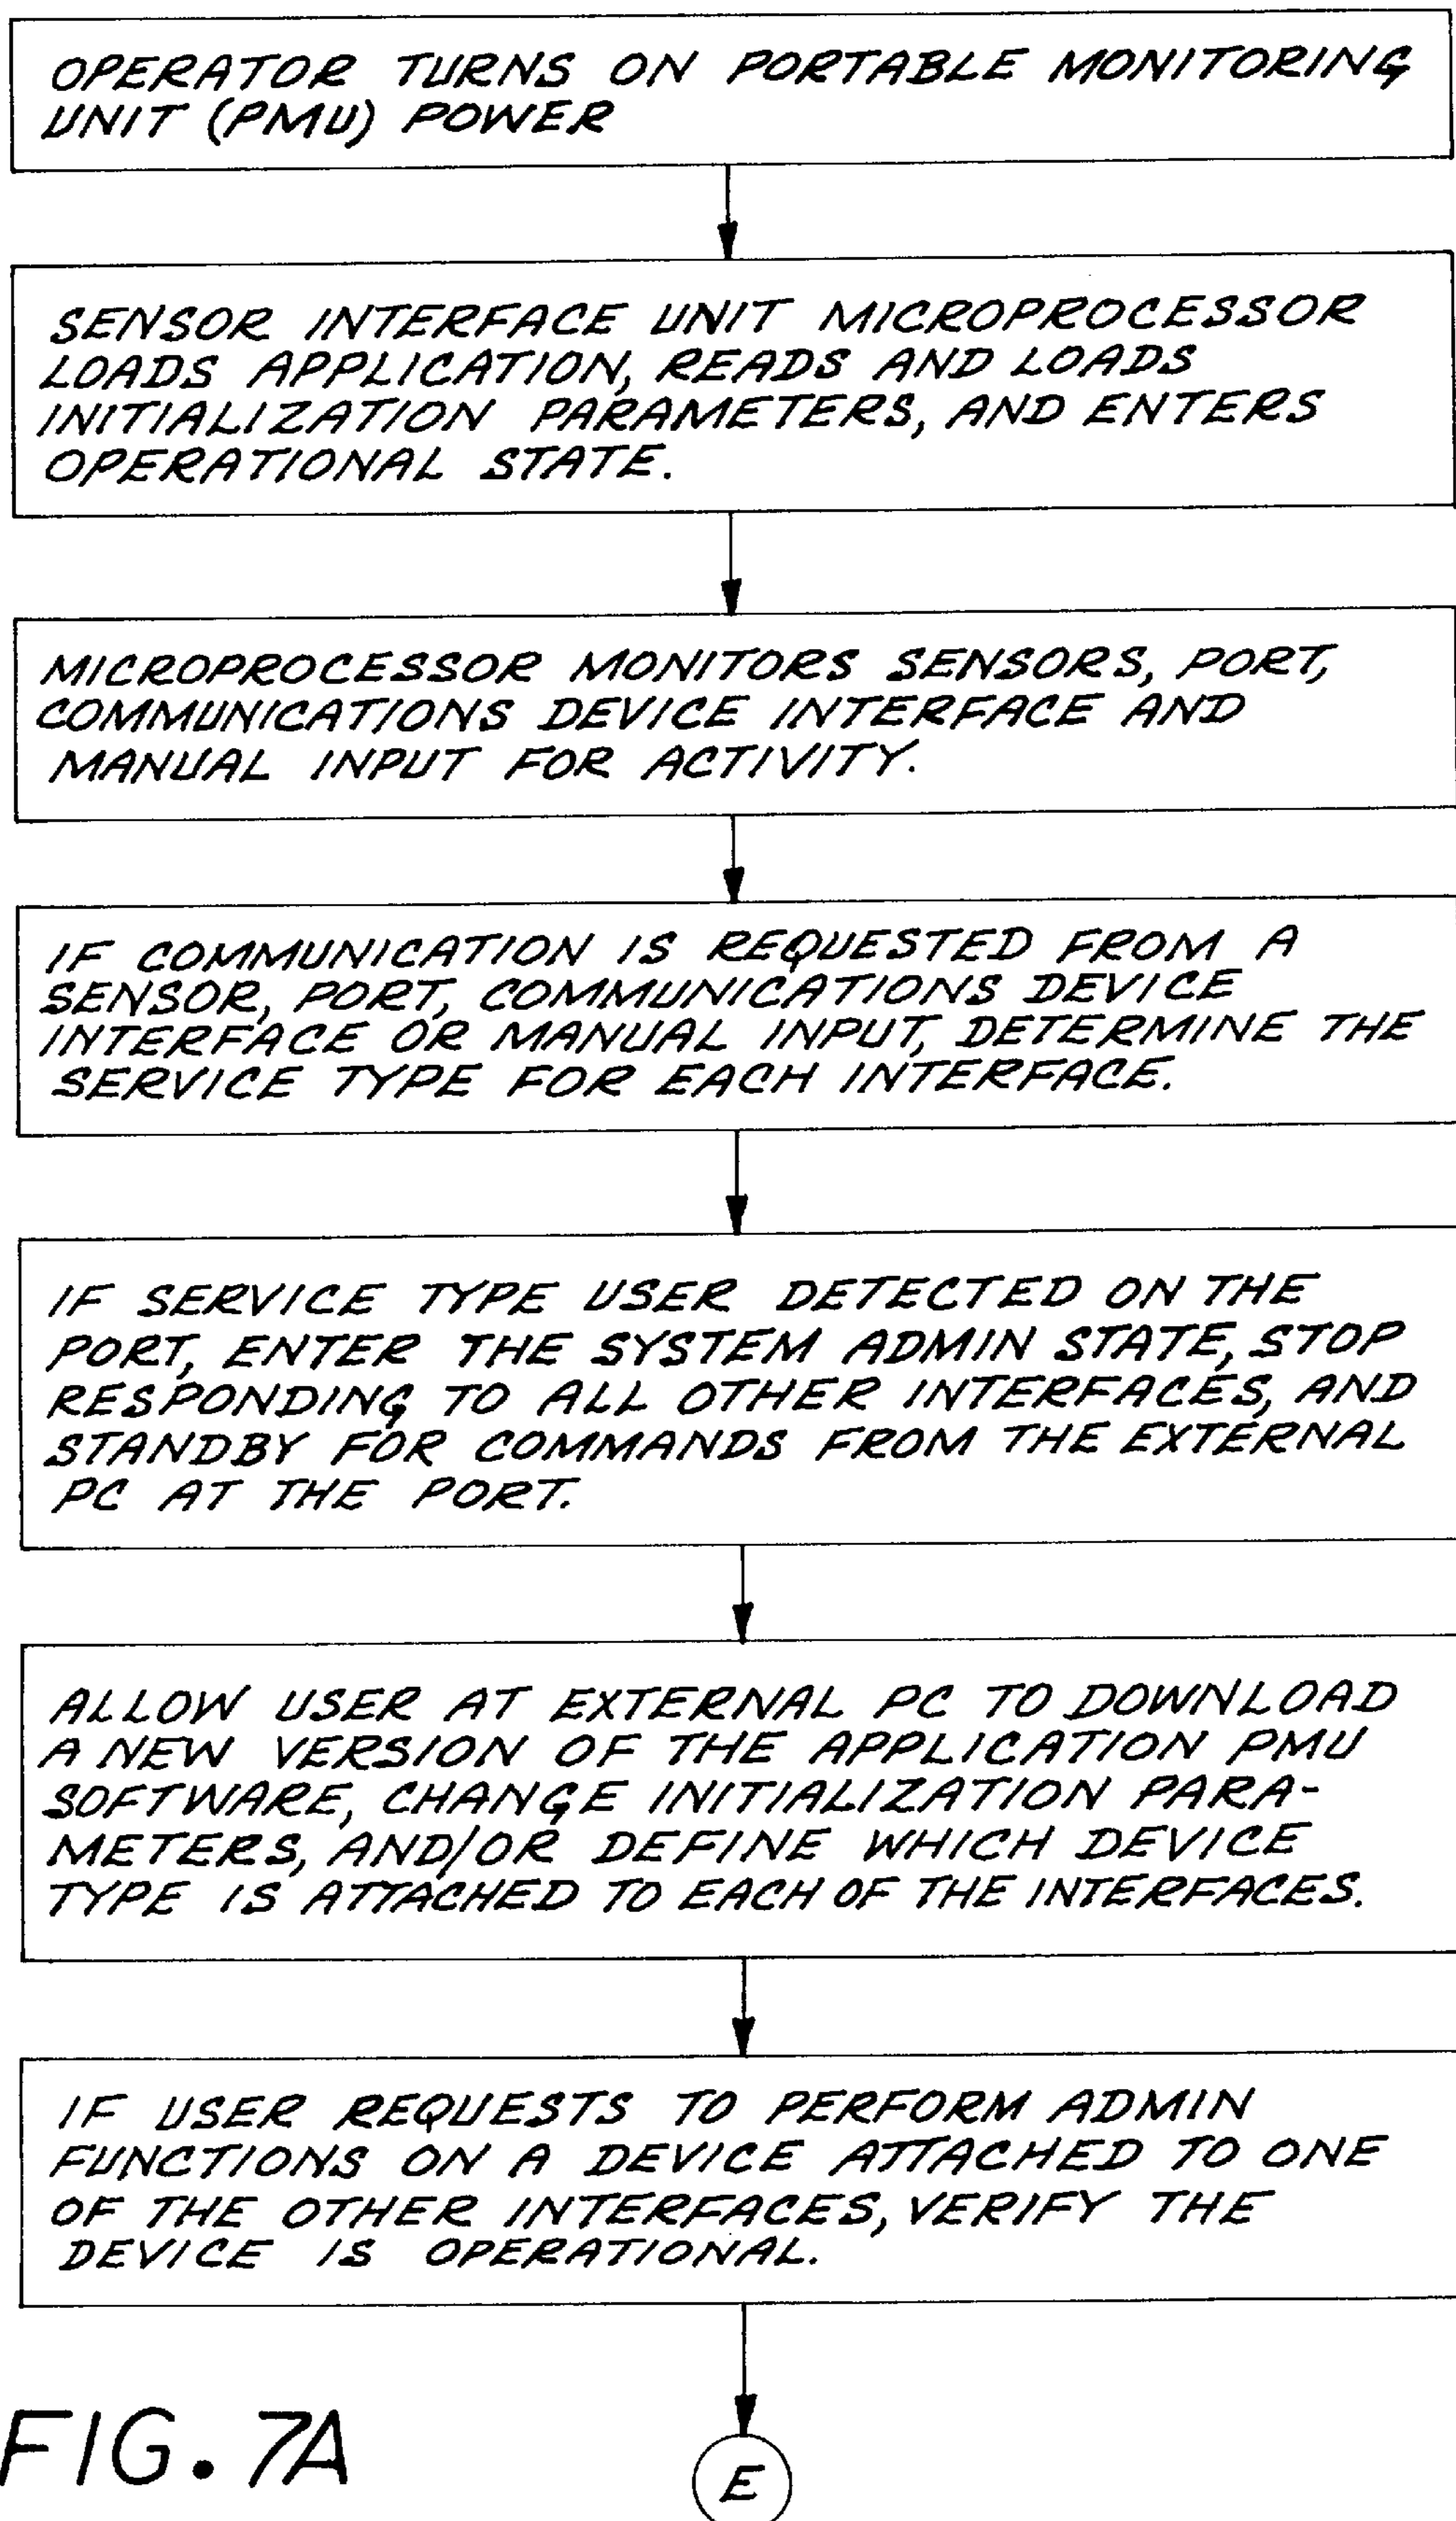 OPERATOR TURNS ON PORTABLE MONITORING
UNIT (PMU) POWER
SENSOR INTERFACE UNIT MICROPROCESSOR
LOADS APPLICATION, READS AND LOADS
INITIALIZATION PARAMETERS, AND ENTERS
OPERATIONAL STATE.
MICROPROCESSOR MONITORS SENSORS, PORT,
COMMUNICATIONS DEVICE INTERFACE AND
MANUAL INPUT FOR ACTIVITY.
IF COMMUNICATION IS REQUESTED FROM A
SENSOR, PORT, COMMUNICATIONS DEVICE
INTERFACE OR MANUAL INPUT, DETERMINE THE
SERVICE TYPE FOR EACH INTERFACE.
IF SERVICE TYPE USER DETECTED ON THE
PORT, ENTER THE SYSTEM ADMIN STATE, STOP
RESPONDING TO ALL OTHER INTERFACES, AND
STANDBY FOR COMMANDS FROM THE EXTERNAL
PC AT THE PORT.
ALLOW USER AT EXTERNAL PC TO DOWNLOAD
A NEW VERSION OF THE APPLICATION PMU
SOFTWARE, CHANGE INITIALIZATION PARA-
METERS, AND/OR DEFINE WHICH DEVICE
TYPE IS ATTACHED TO EACH OF THE INTERFACES.
IF USER REQUESTS TO PERFORM ADMIN
FUNCTIONS ON A DEVICE ATTACHED TO ONE
OF THE OTHER INTERFACES, VERIFY THE
DEVICE IS OPERATIONAL.
FIG. 7A
E